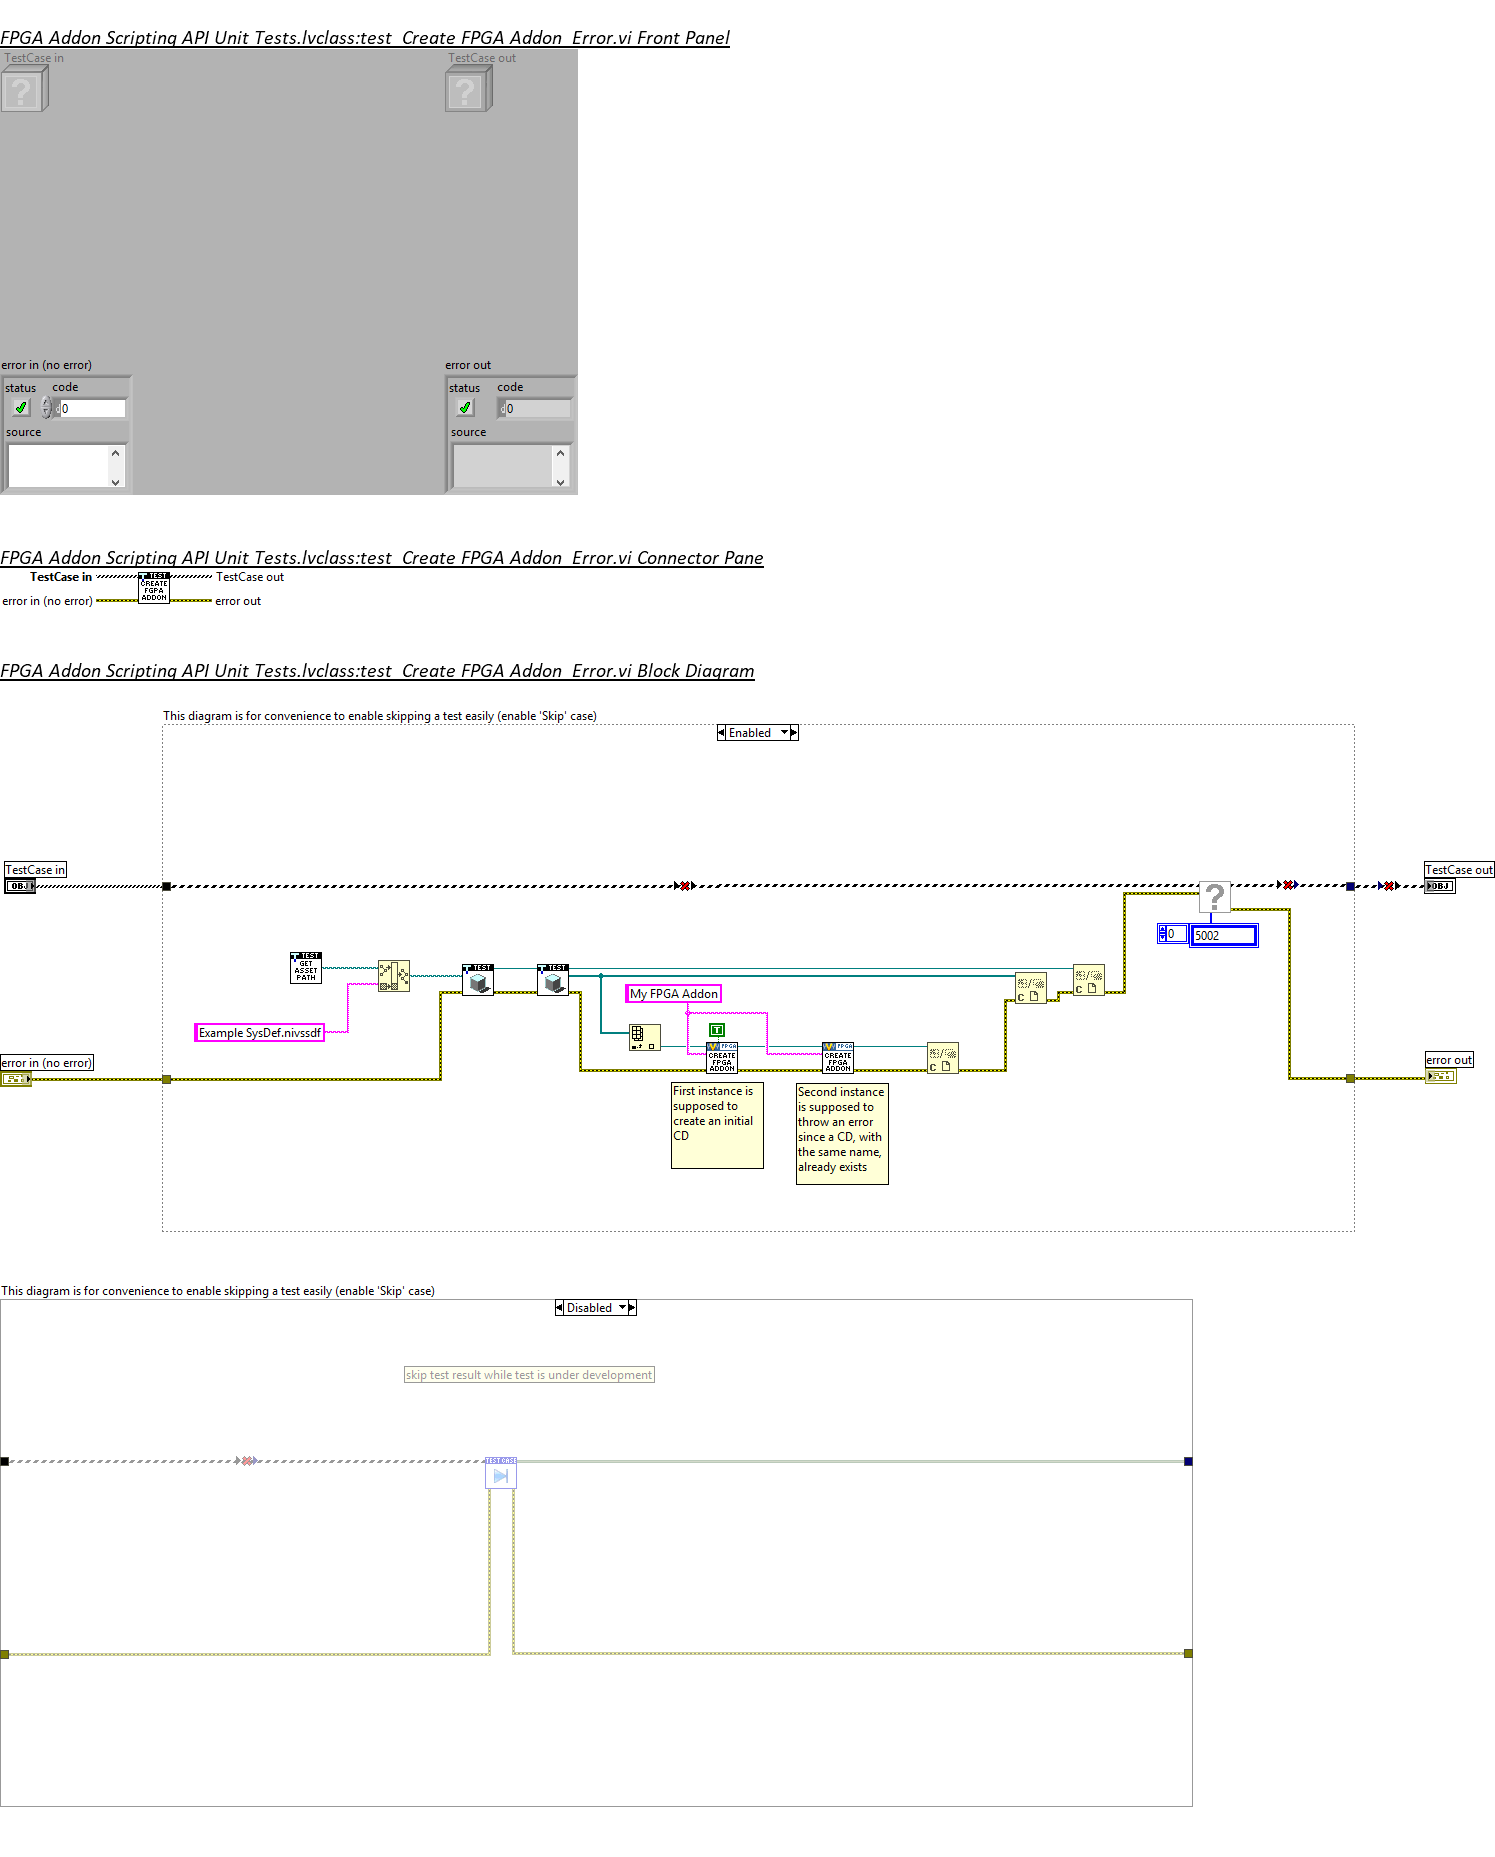 FPGA Addon Scripting API Unit Tests.lvclass:test_Create FPGA Addon_Error.vi Front Panel
TestCase in
TestCase out
?
?
error in (no error)
error out
status code
status code
d0
d0
source
source
FPGA Addon Scripting API Unit Tests.lvclass:test_Create FPGA Addon_Error.vi Connector Pane
TestCase in
TestCase out
error in (no error)
error out
TEST
CREATE
FGPA
ADDON
FPGA Addon Scripting API Unit Tests.lvclass:test_Create FPGA Addon_Error.vi Block Diagram
This diagram is for convenience to enable skipping a test easily (enable 'Skip' case)
Enabled
TestCase in
OBJ
TestCase out
OBJ
?
0
5002
TEST
GET
ASSET
PATH
TEST
TEST
My FPGA Addon
Example SysDef.nivssdf
T
FPGA
CREATE
FPGA
ADDON
FPGA
CREATE
FPGA
ADDON
C
C
C
error in (no error)
error out
First instance is
supposed to
create an initial
CD
Second instance
is supposed to
throw an error
since a CD, with
the same name,
already exists
This diagram is for convenience to enable skipping a test easily (enable 'Skip' case)
Disabled
skip test result while test is under development
TEST CASE